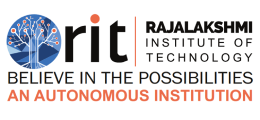 rit
RAJALAKSHMI
INSTITUTE OF
TECHNOLOGY
BELIEVE IN THE POSSIBILITIES
AN AUTONOMOUS INSTITUTION